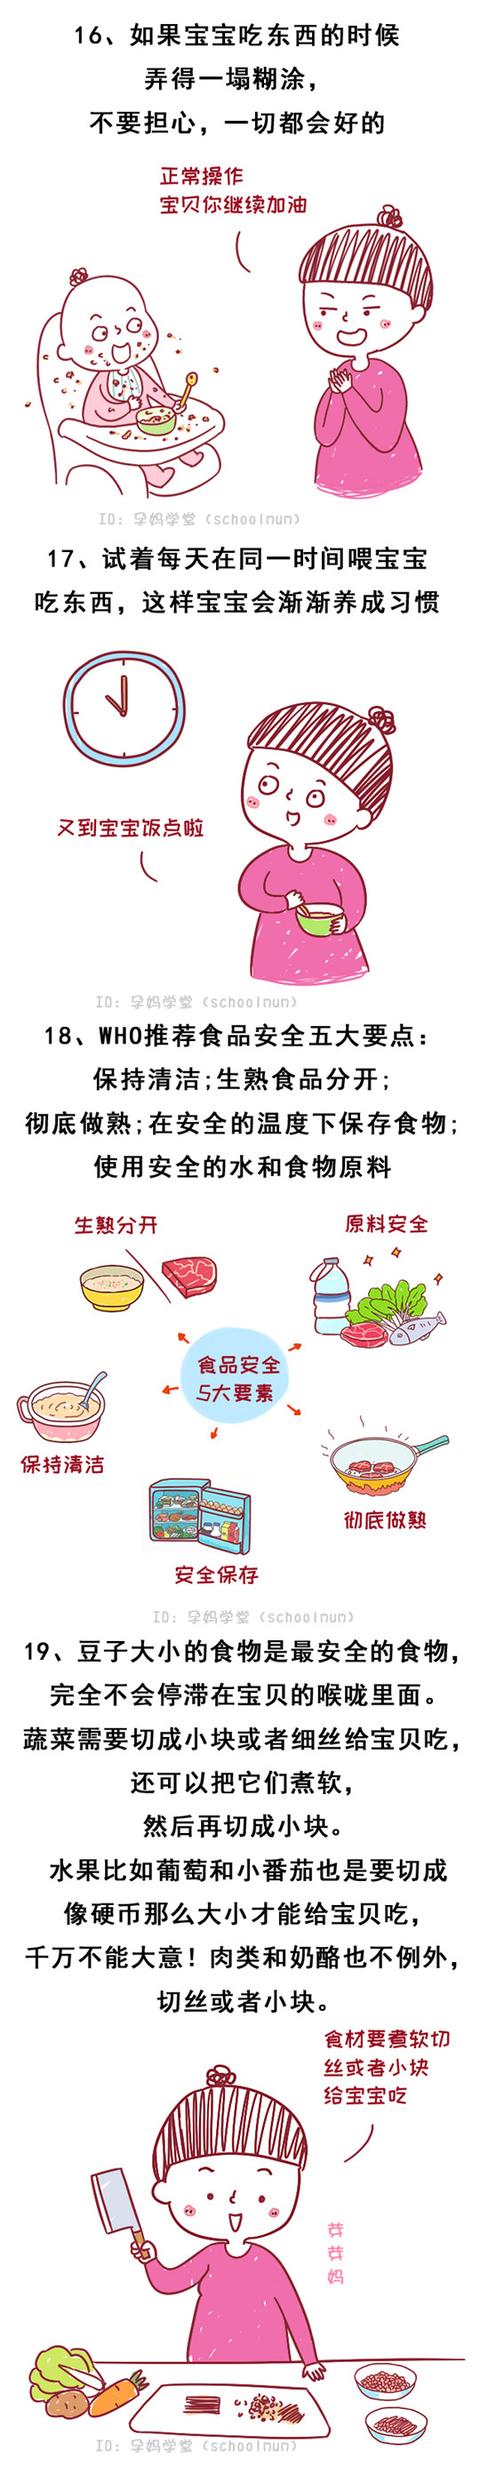 16、如果宝宝吃东西的时候
弄得一塌糊涂，
不要担心，一切都会好的
正常操作
宝贝你继续加油
ID：孕妈学堂（schoolnun）
17、试着每天在同一时间喂宝宝
吃东西，这样宝宝会渐渐养成习惯
又到宝宝饭点啦
ID：孕妈学堂（schoolnun）
18、WHO推荐食品安全五大要点：
保持清洁;生熟食品分开;
彻底做熟;在安全的温度下保存食物;
使用安全的水和食物原料
生熟分开
原料安全
食品安全
5大要素
保持清洁
彻底做熟
安全保存
ID：孕妈学堂（schoolnun）
19、豆子大小的食物是最安全的食物，
完全不会停滞在宝贝的喉咙里面。
蔬菜需要切成小块或者细丝给宝贝吃，
还可以把它们煮软，
然后再切成小块。
水果比如葡萄和小番茄也是要切成
像硬币那么大小才能给宝贝吃，
千万不能大意！肉类和奶酪也不例外，
切丝或者小块。
食材要煮软切
丝或者小块
给宝宝吃
芽
芽
妈
ID：孕妈学堂（schoolnun）